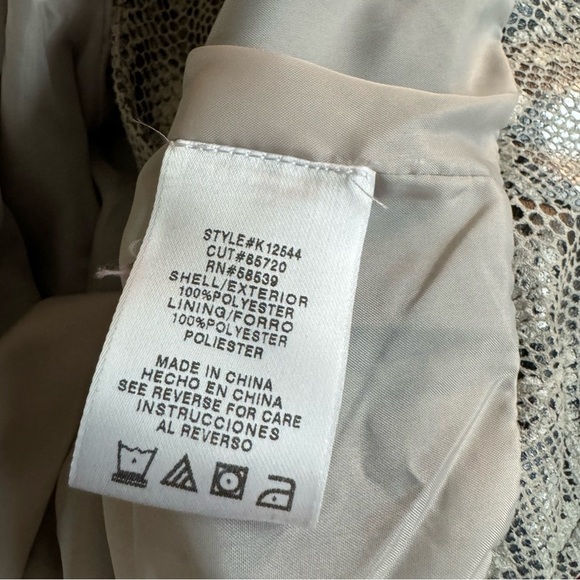 STYLE#K12544
CUT#85720
RN#58539
SHELL/EXTERIOR
100%POLYESTER
LINING/FORRO
100%POLYESTER
POLIESTER
MADE IN CHINA
HECHO EN CHINA
SEE REVERSE FOR CARE
INSTRUCCIONES
AL REVERSO